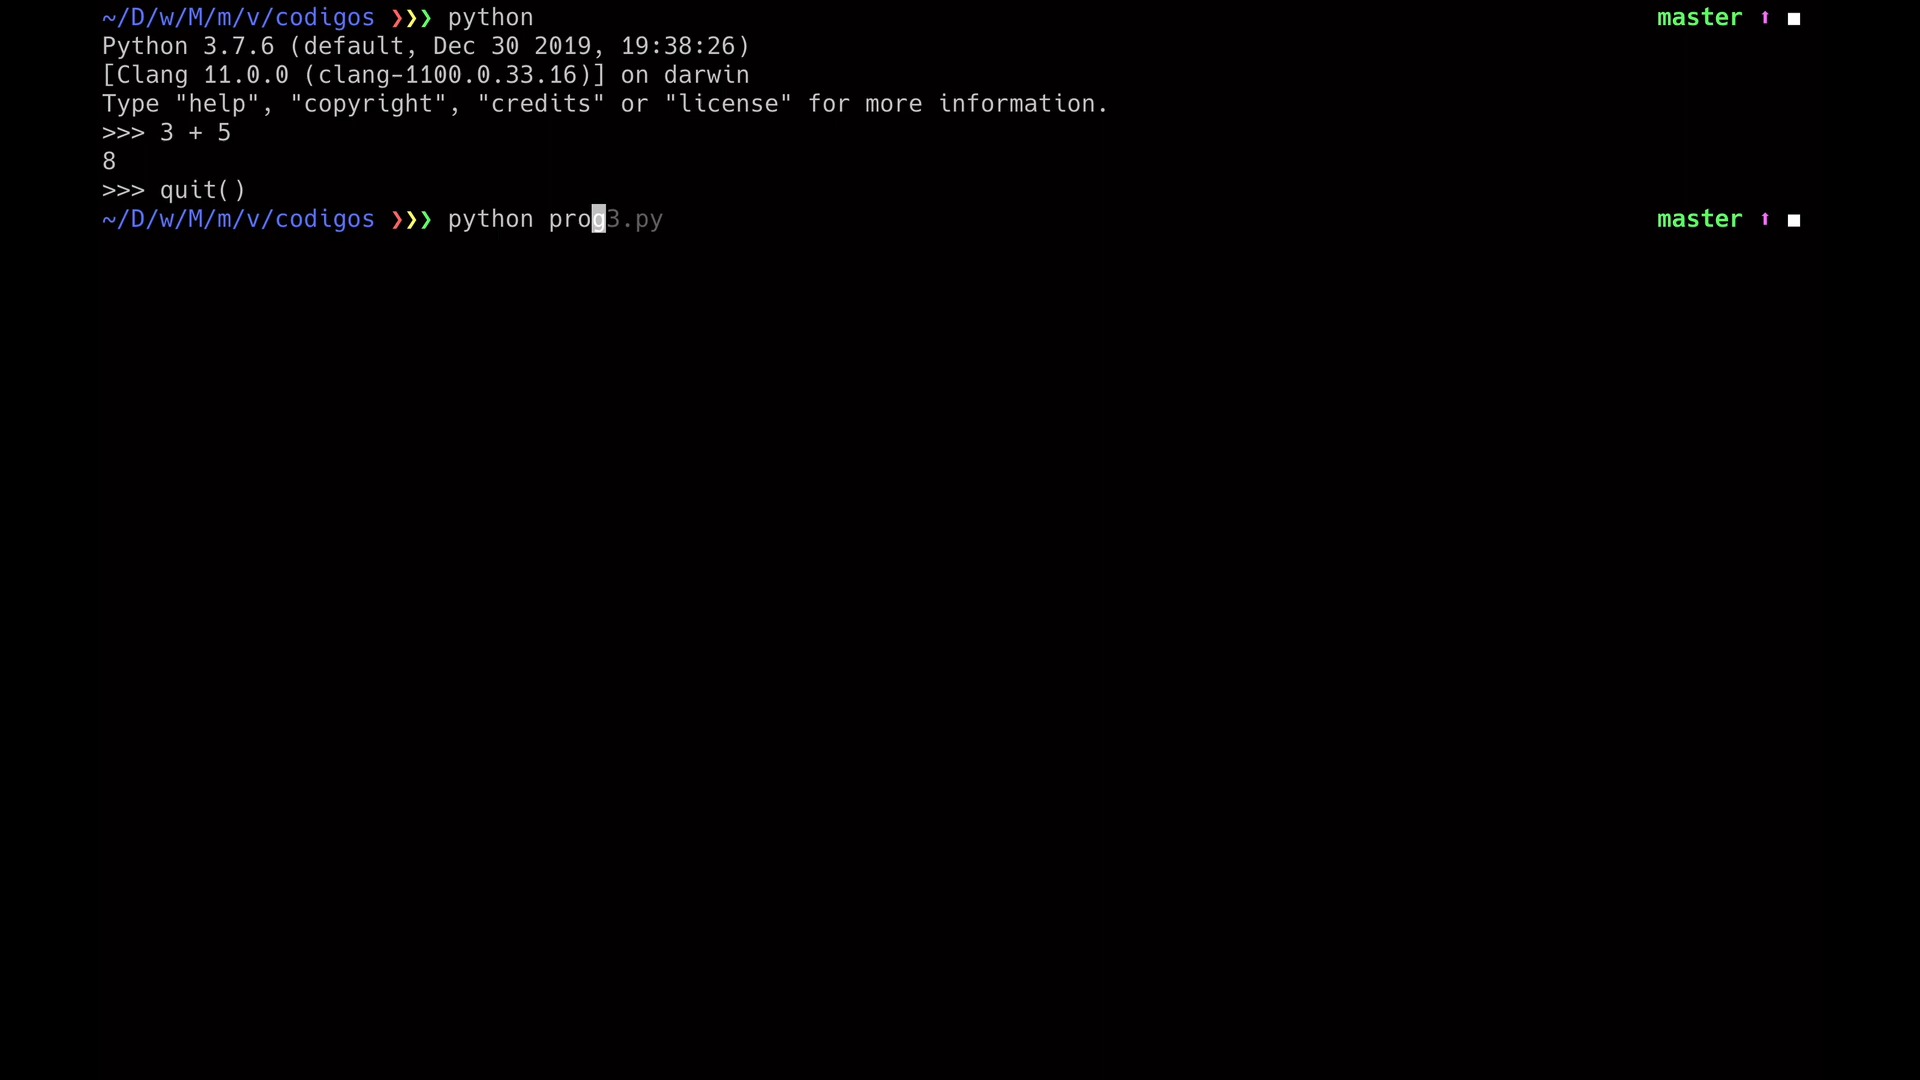 ~/D/w/M/m/v/codigos ❯❯❯ python master ⬆ ◼
Python 3.7.6 (default, Dec 30 2019, 19:38:26)
[Clang 11.0.0 (clang-1100.0.33.16)] on darwin
Type "help", "copyright", "credits" or "license" for more information.
>>> 3 + 5
8
>>> quit()
~/D/w/M/m/v/codigos ❯❯❯ python prog3.py master ⬆ ◼